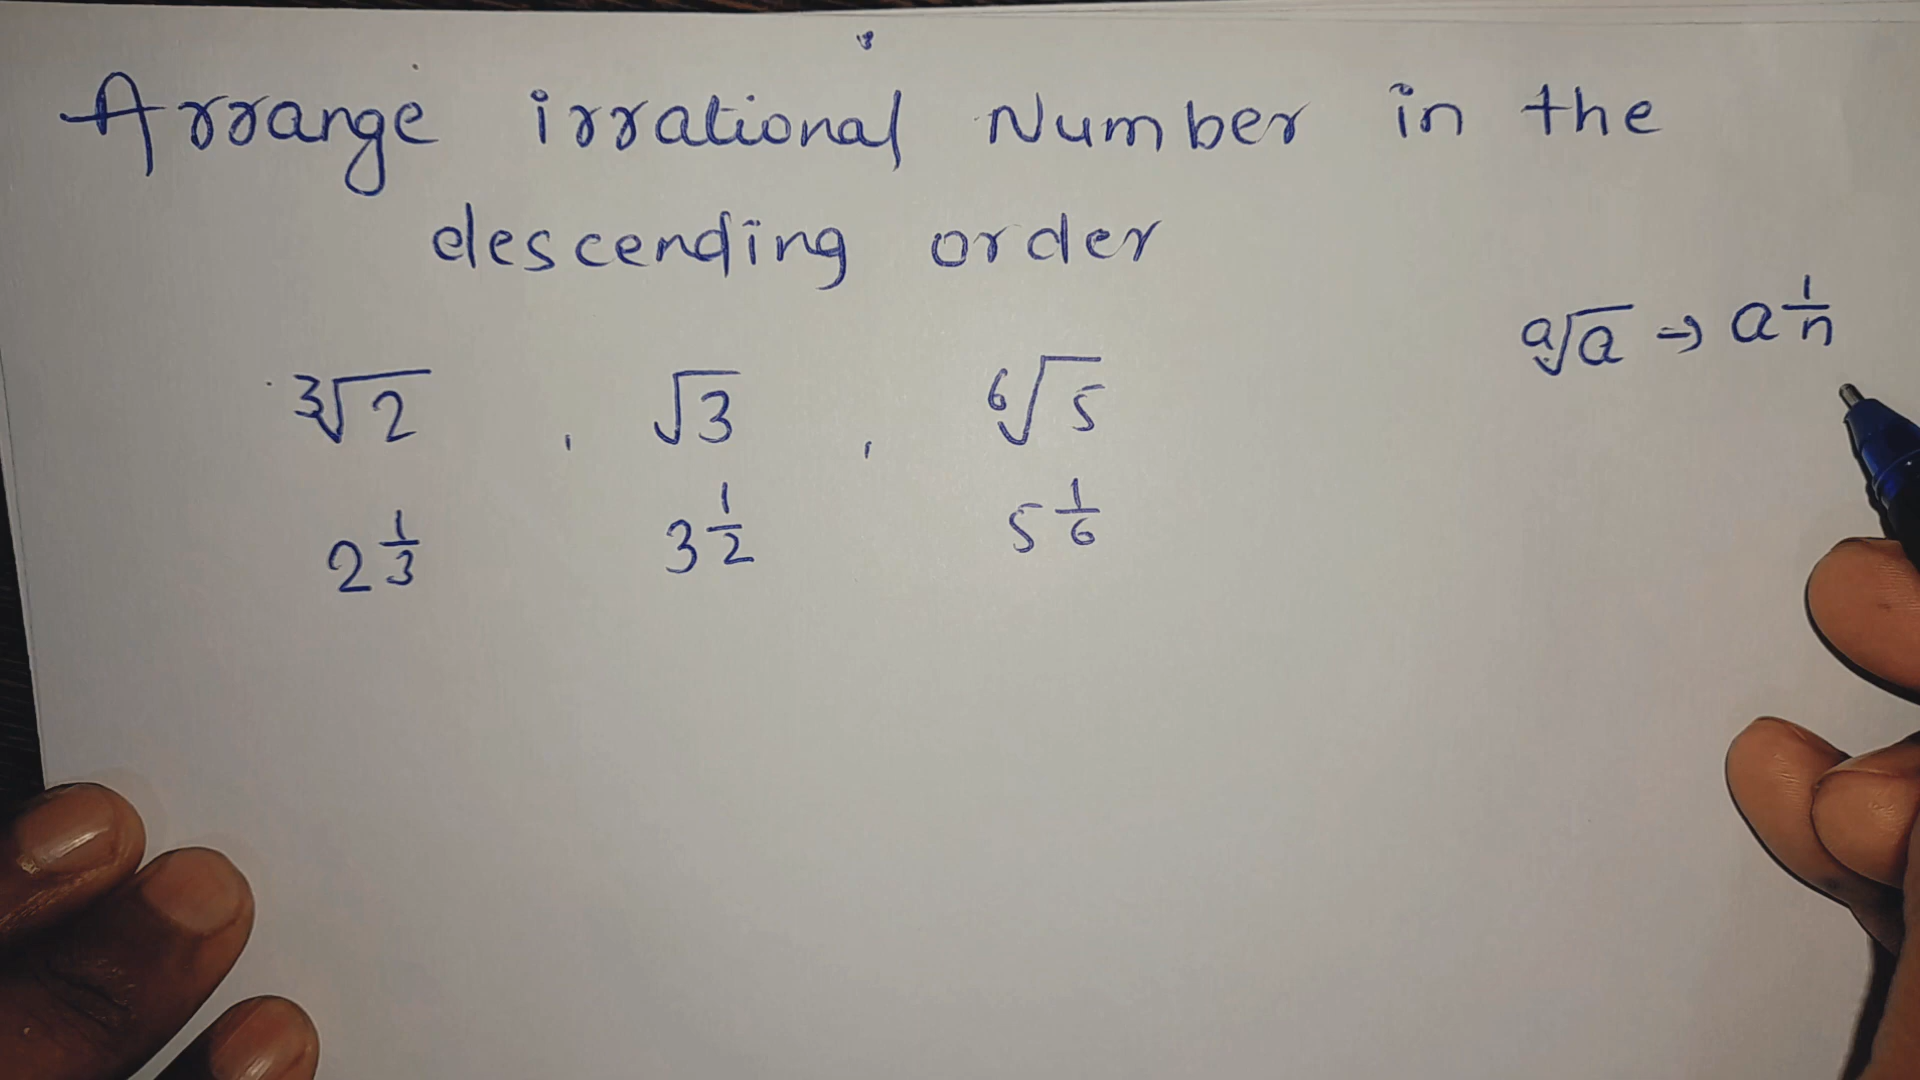 Arrange irrational Number in the
descending order
ᵃ√a ⇒ a^(1/n)
³√2 , √3 , ⁶√5
2^(1/3) 3^(1/2) 5^(1/6)